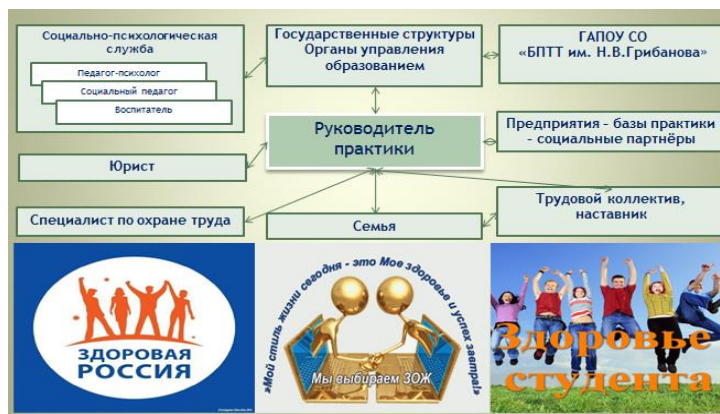 Социально-психологическая
служба
Педагог-психолог
Социальный педагог
Воспитатель
Государственные структуры
Органы управления
образованием
ГАПОУ СО
«БПТТ им. Н.В.Грибанова»
Руководитель
практики
Предприятия - базы практики
- социальные партнёры
Юрист
Специалист по охране труда
Семья
Трудовой коллектив,
наставник
ЗДОРОВАЯ
РОССИЯ
«Мой стиль жизни сегодня - это Мое здоровье и успех завтра!»
Мы выбираем ЗОЖ
Здоровье
студента